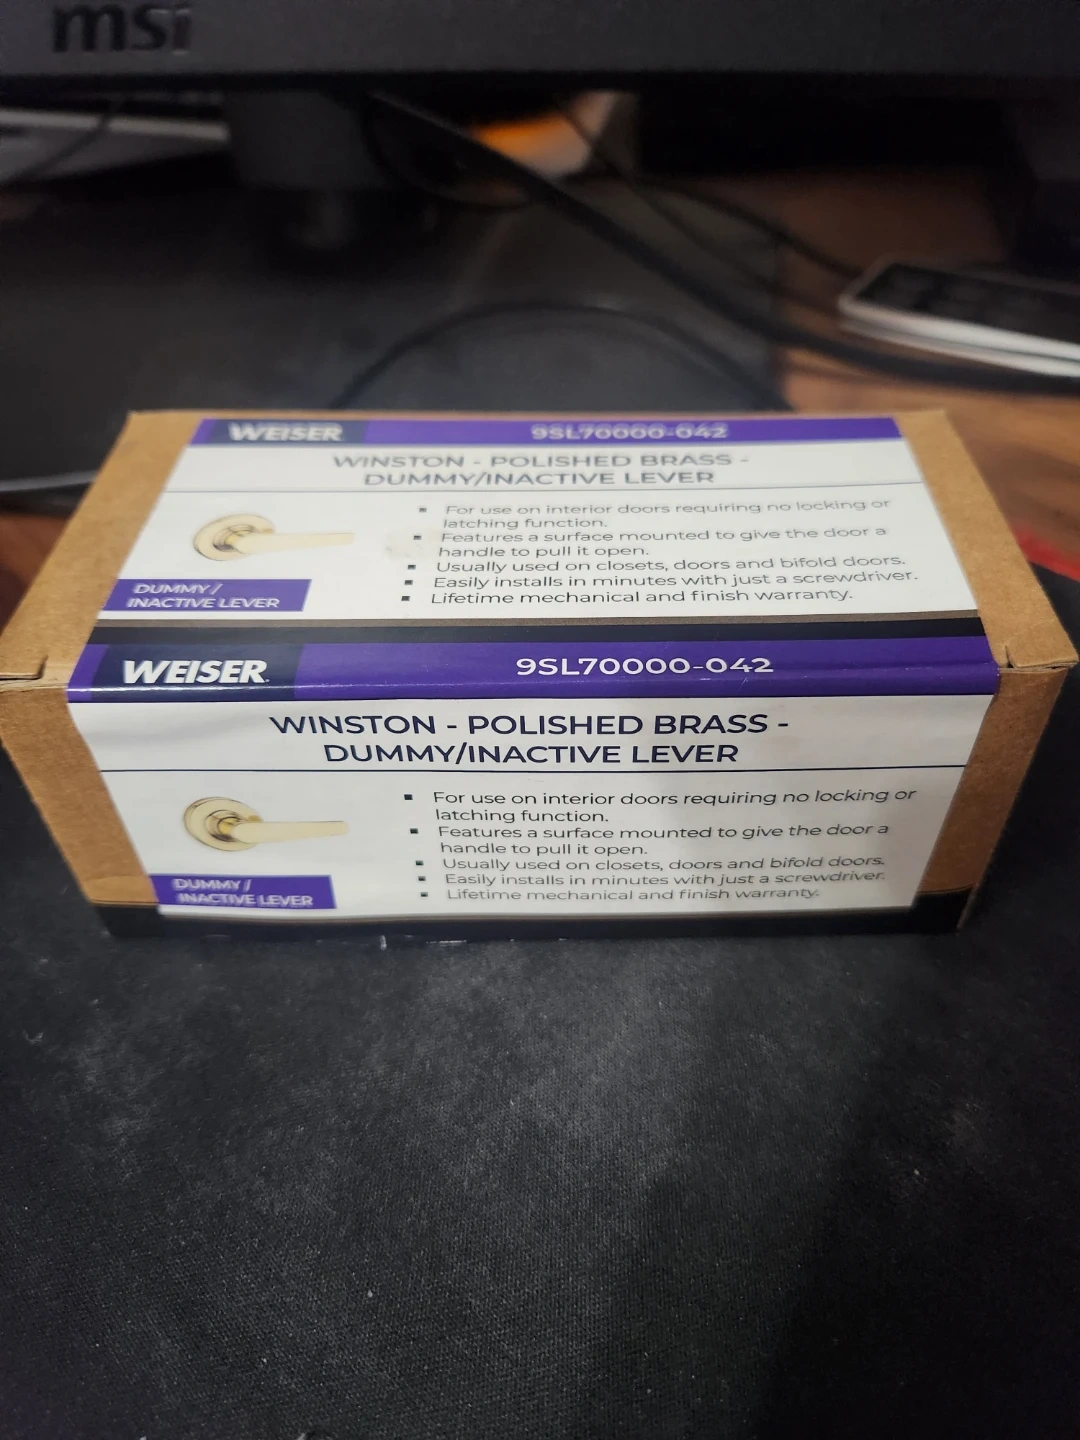 msi
WEISER
9SL70000-042
WINSTON - POLISHED BRASS -
DUMMY/INACTIVE LEVER
▪ For use on interior doors requiring no locking or
latching function.
▪ Features a surface mounted to give the door a
handle to pull it open.
▪ Usually used on closets, doors and bifold doors.
▪ Easily installs in minutes with just a screwdriver.
▪ Lifetime mechanical and finish warranty.
DUMMY /
INACTIVE LEVER
WEISER.
9SL70000-042
WINSTON - POLISHED BRASS -
DUMMY/INACTIVE LEVER
▪ For use on interior doors requiring no locking or
latching function.
▪ Features a surface mounted to give the door a
handle to pull it open.
▪ Usually used on closets, doors and bifold doors.
▪ Easily installs in minutes with just a screwdriver.
▪ Lifetime mechanical and finish warranty.
DUMMY /
INACTIVE LEVER